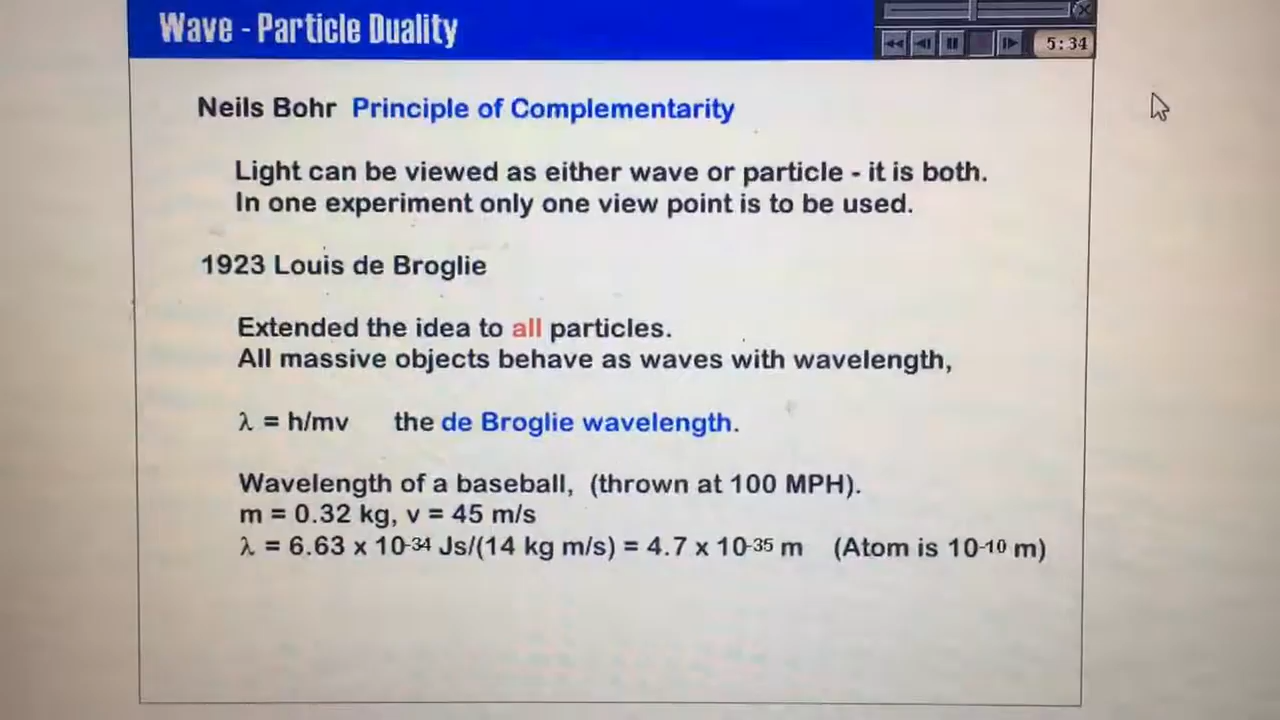 Wave - Particle Duality
5:34
Neils Bohr Principle of Complementarity
Light can be viewed as either wave or particle - it is both.
In one experiment only one view point is to be used.
1923 Louis de Broglie
Extended the idea to all particles.
All massive objects behave as waves with wavelength,
λ = h/mv the de Broglie wavelength.
Wavelength of a baseball, (thrown at 100 MPH).
m = 0.32 kg, v = 45 m/s
λ = 6.63 x 10⁻³⁴ Js/(14 kg m/s) = 4.7 x 10⁻³⁵ m (Atom is 10⁻¹⁰ m)